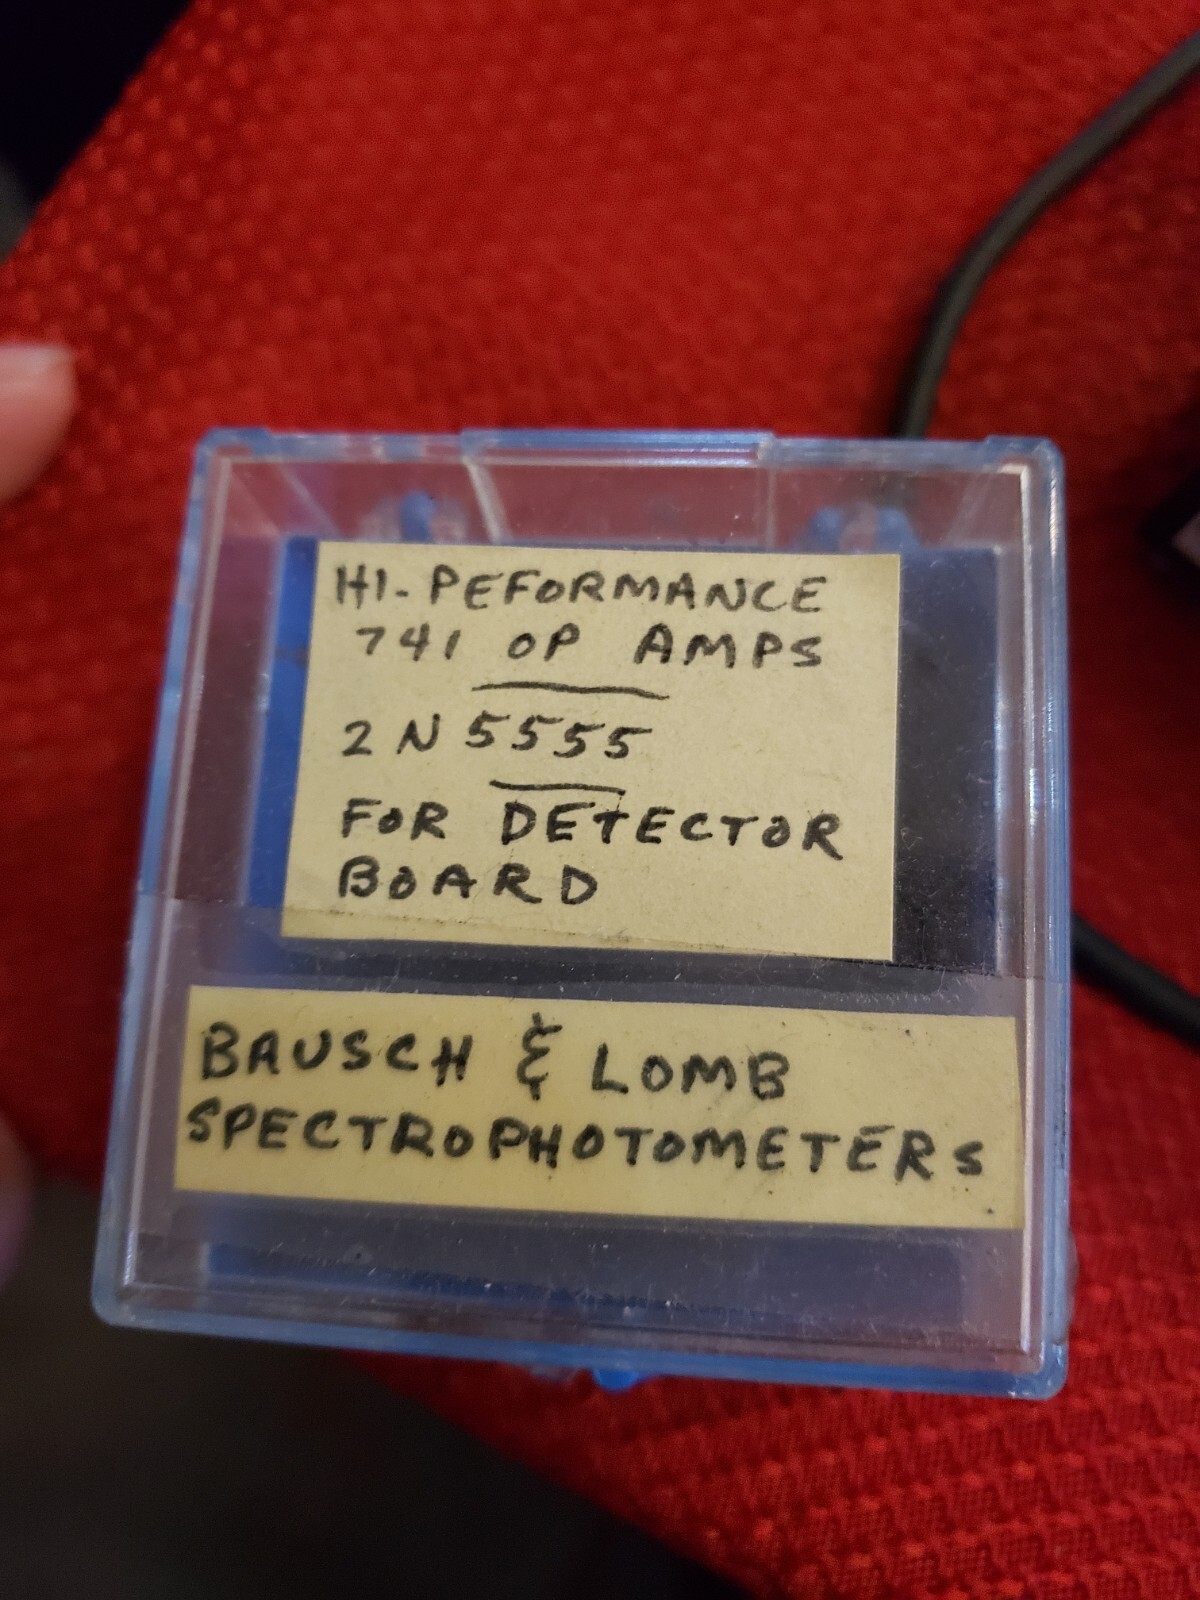 HI-PEFORMANCE
741 OP AMPS
2N5555
FOR DETECTOR
BOARD
BAUSCH & LOMB
SPECTROPHOTOMETERS